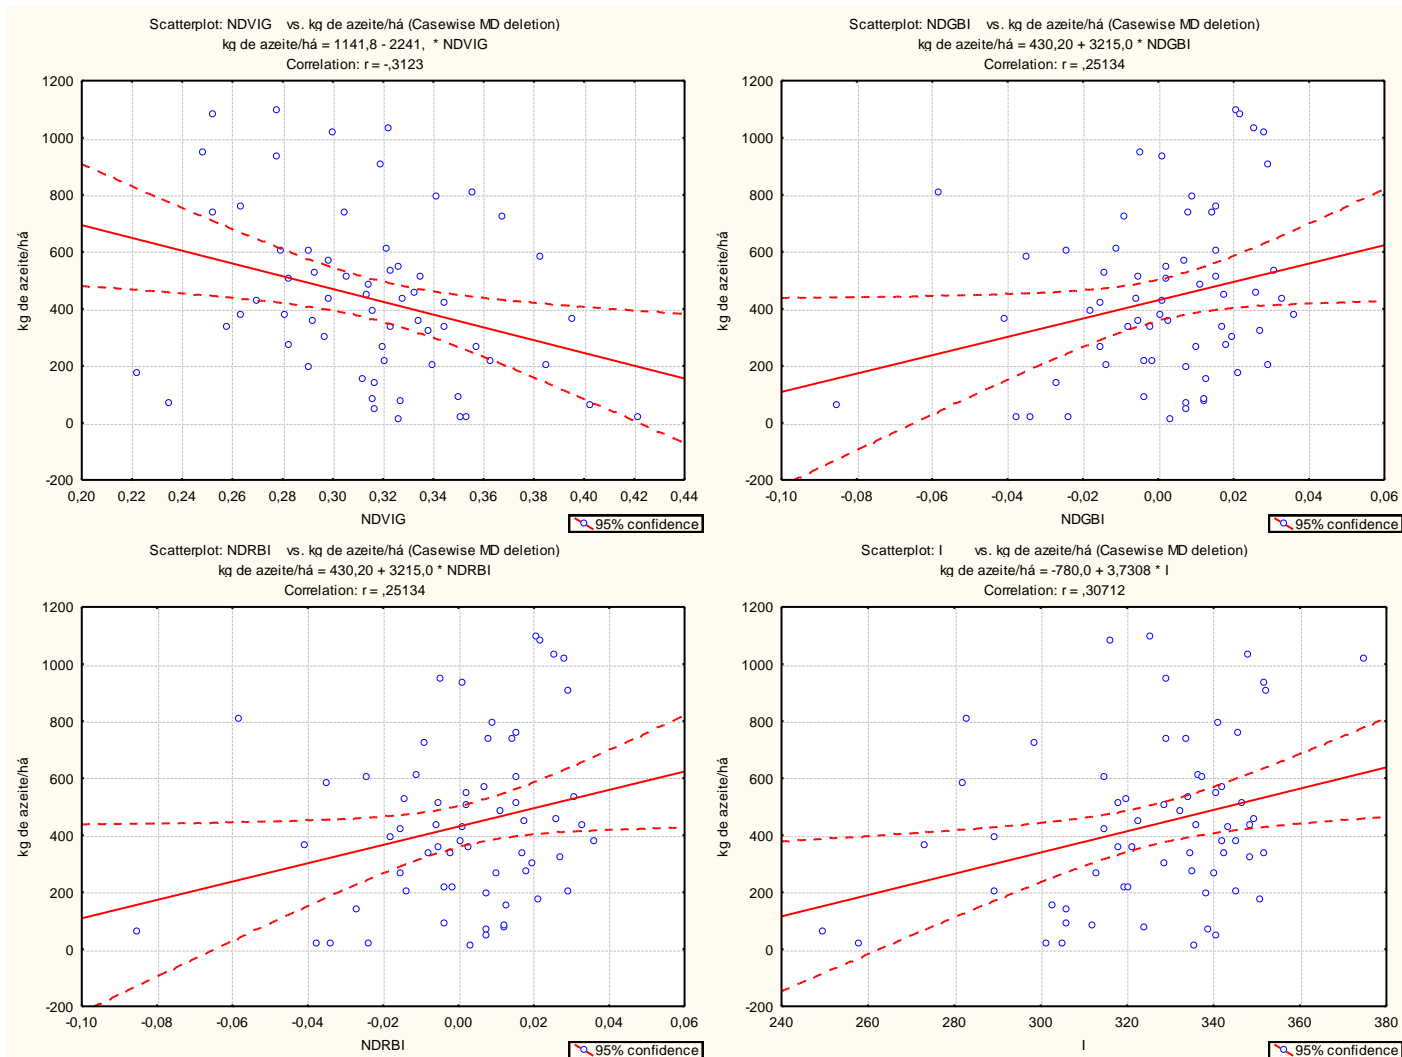 Scatterplot: NDVIG vs. kg de azeite/há (Casewise MD deletion)
kg de azeite/há = 1141,8 - 2241, * NDVIG
Correlation: r = -,3123
1200
1000
800
600
400
200
0
-200
kg de azeite/há
0,20 0,22 0,24 0,26 0,28 0,30 0,32 0,34 0,36 0,38 0,40 0,42 0,44
NDVIG
95% confidence
Scatterplot: NDGBI vs. kg de azeite/há (Casewise MD deletion)
kg de azeite/há = 430,20 + 3215,0 * NDGBI
Correlation: r = ,25134
1200
1000
800
600
400
200
0
-200
kg de azeite/há
-0,10 -0,08 -0,06 -0,04 -0,02 0,00 0,02 0,04 0,06
NDGBI
95% confidence
Scatterplot: NDRBI vs. kg de azeite/há (Casewise MD deletion)
kg de azeite/há = 430,20 + 3215,0 * NDRBI
Correlation: r = ,25134
1200
1000
800
600
400
200
0
-200
kg de azeite/há
-0,10 -0,08 -0,06 -0,04 -0,02 0,00 0,02 0,04 0,06
NDRBI
95% confidence
Scatterplot: I vs. kg de azeite/há (Casewise MD deletion)
kg de azeite/há = -780,0 + 3,7308 * I
Correlation: r = ,30712
1200
1000
800
600
400
200
0
-200
kg de azeite/há
240 260 280 300 320 340 360 380
I
95% confidence